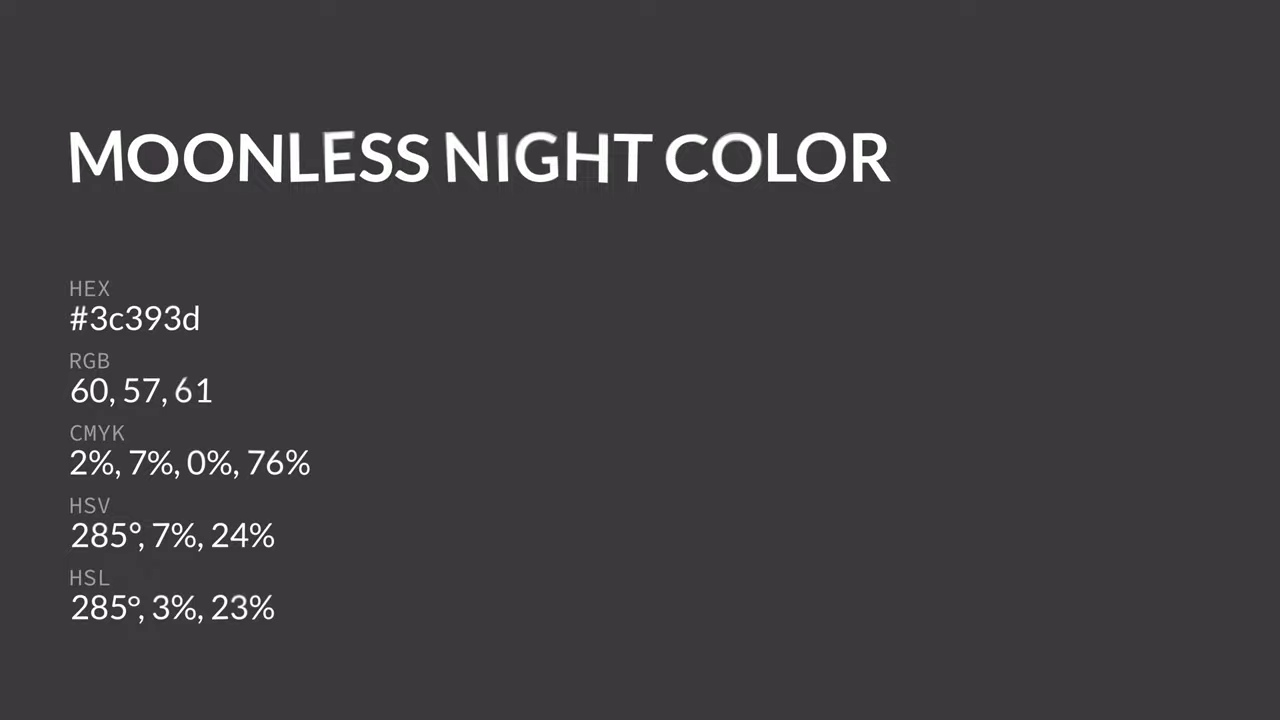 MOONLESS NIGHT COLOR
HEX
#3c393d
RGB
60, 57, 61
CMYK
2%, 7%, 0%, 76%
HSV
285°, 7%, 24%
HSL
285°, 3%, 23%